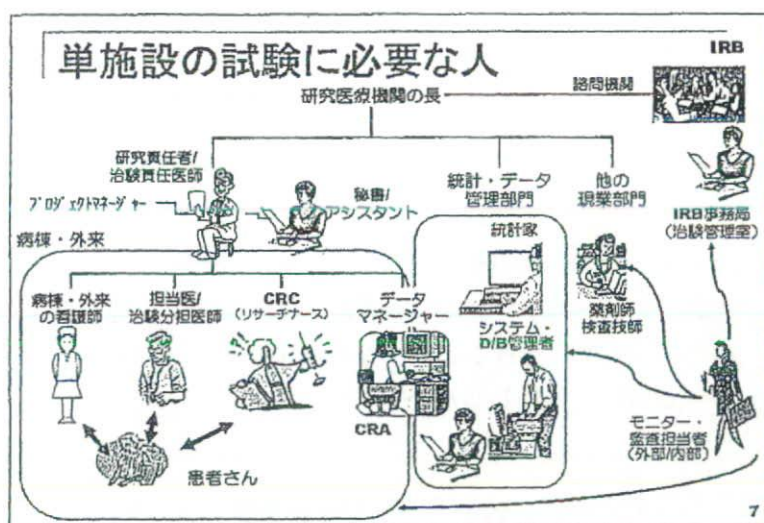 単施設の試験に必要な人
IRB
研究医療機関の長
諮問機関
研究責任者/
治験責任医師
プロジェクトマネージャー
秘書/
アシスタント
統計・データ
管理部門
他の
現業部門
IRB事務局
(治験管理室)
病棟・外来
統計家
病棟・外来
の看護師
担当医/
治験分担医師
CRC
(リサーチナース)
データ
マネージャー
薬剤師
検査技師
システム・
D/B管理者
CRA
モニター・
監査担当者
(外部/内部)
患者さん
7